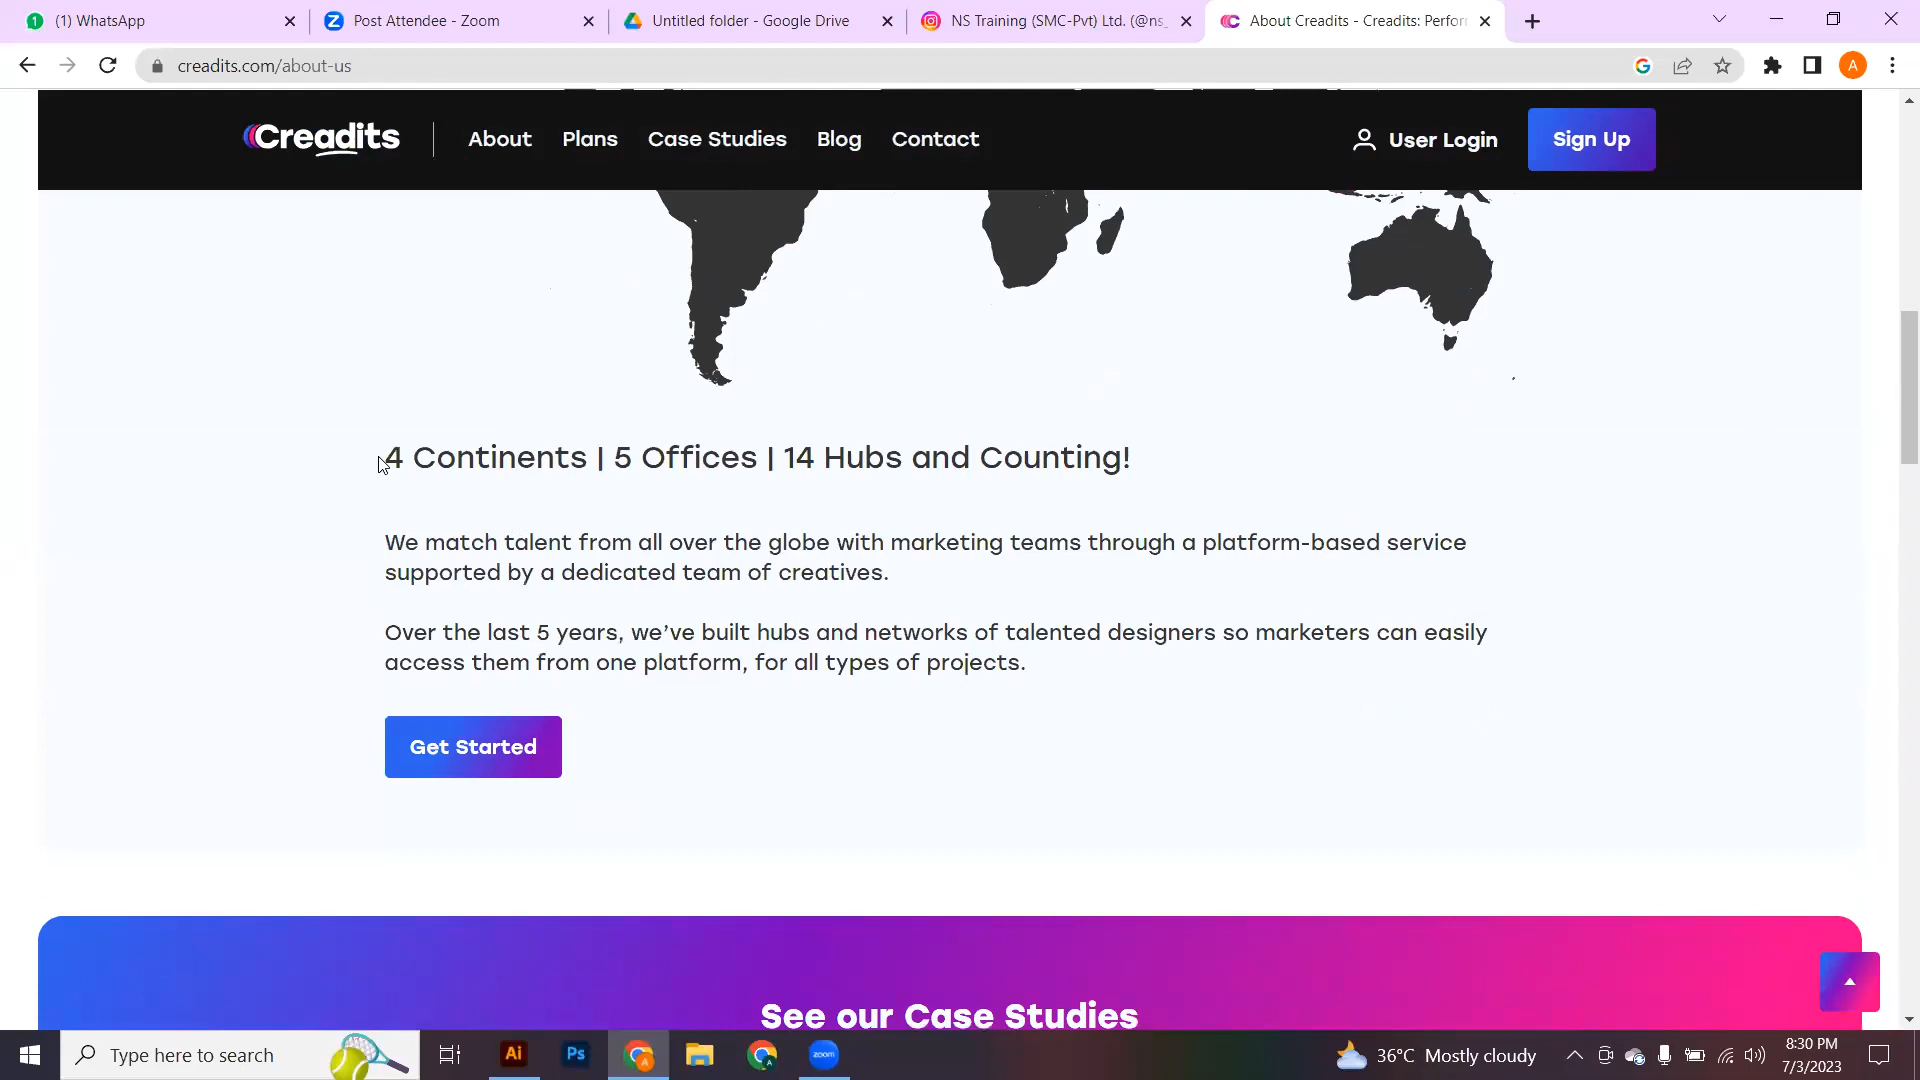 (1) WhatsApp
Post Attendee - Zoom
Untitled folder - Google Drive
NS Training (SMC-Pvt) Ltd. (@ns_
About Creadits - Creadits: Perfor
creadits.com/about-us
A
Creadits
About
Plans
Case Studies
Blog
Contact
User Login
Sign Up
4 Continents | 5 Offices | 14 Hubs and Counting!
We match talent from all over the globe with marketing teams through a platform-based service
supported by a dedicated team of creatives.
Over the last 5 years, we’ve built hubs and networks of talented designers so marketers can easily
access them from one platform, for all types of projects.
Get Started
See our Case Studies
Type here to search
Ai
Ps
zoom
36°C Mostly cloudy
8:30 PM
7/3/2023